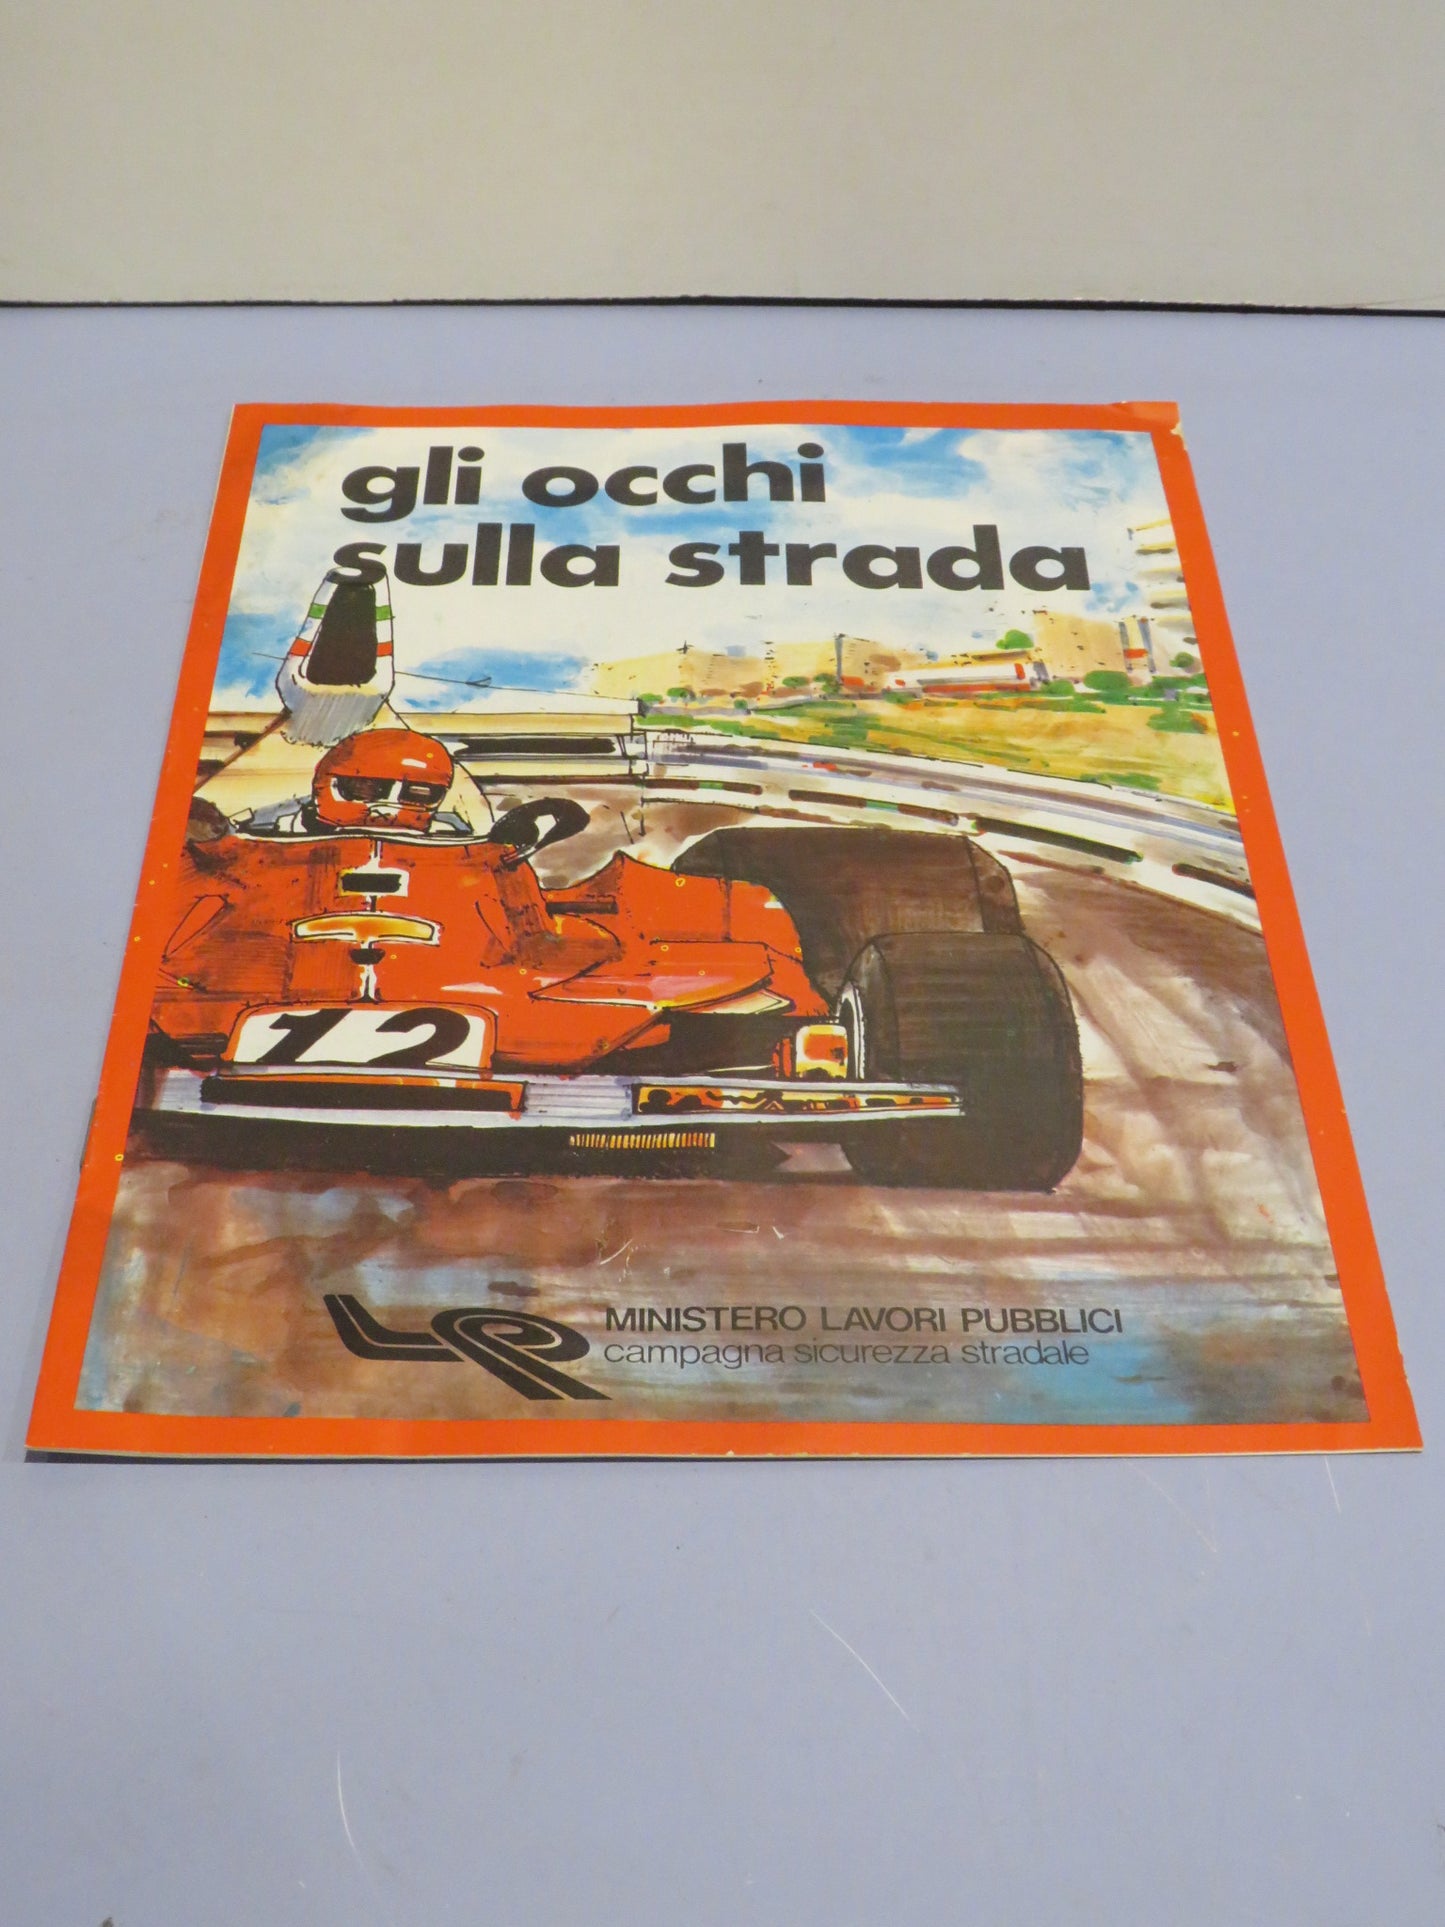 gli occhi
sulla strada
12
LP
MINISTERO LAVORI PUBBLICI
campagna sicurezza stradale